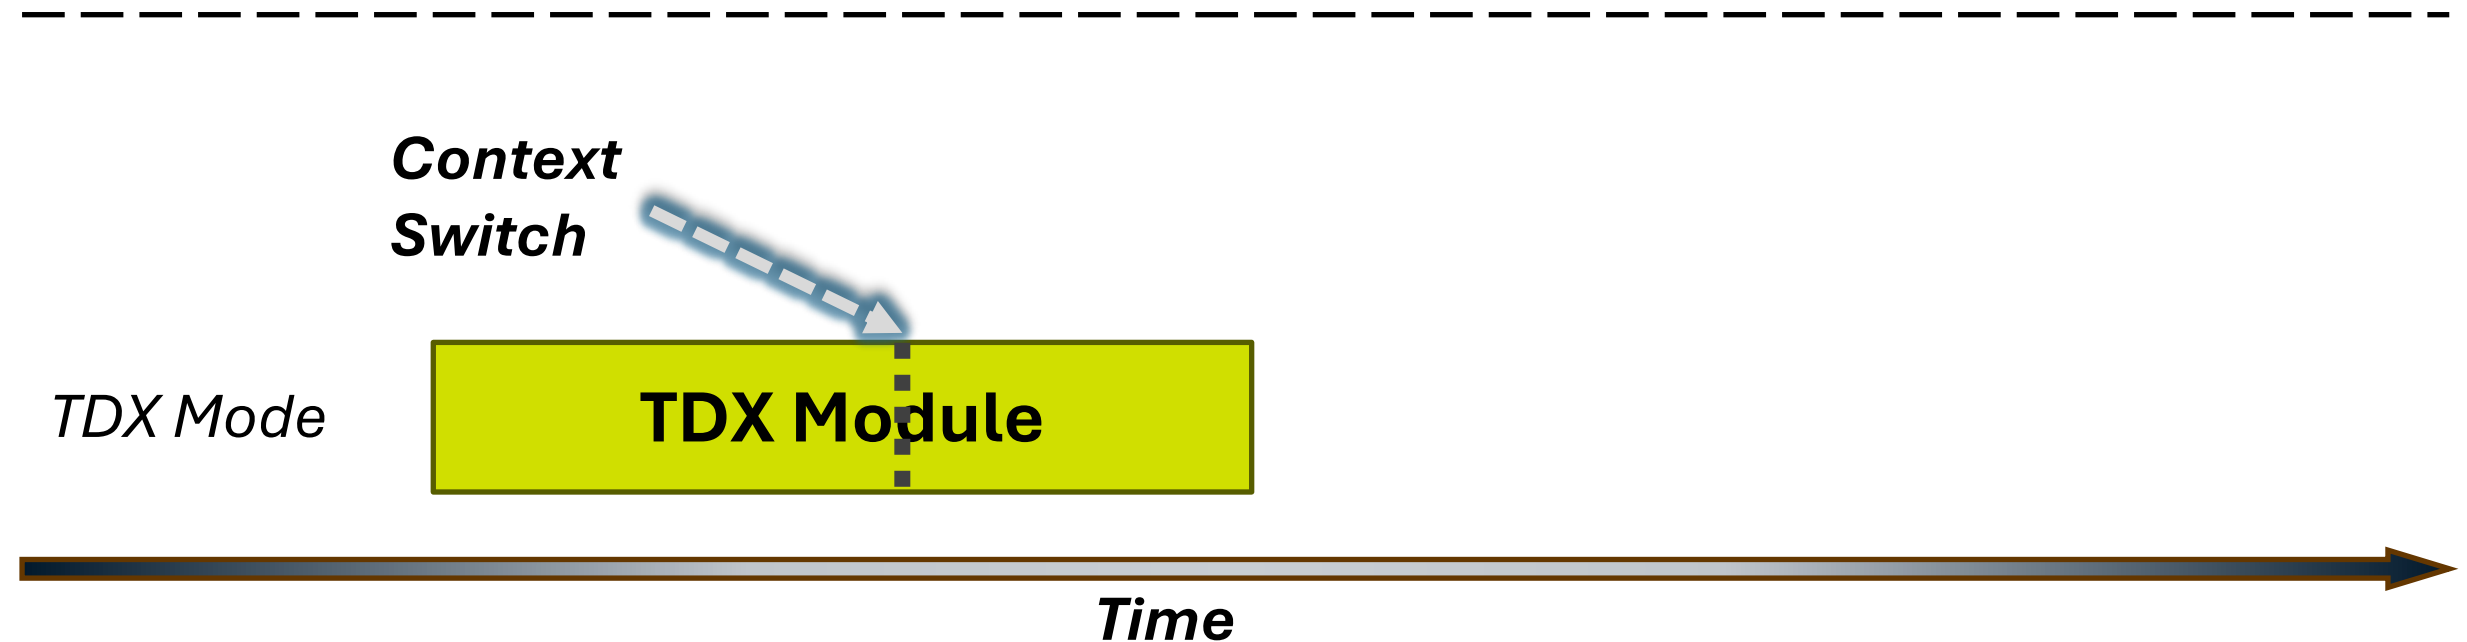 Context
Switch
TDX Mode
TDX Module
Time